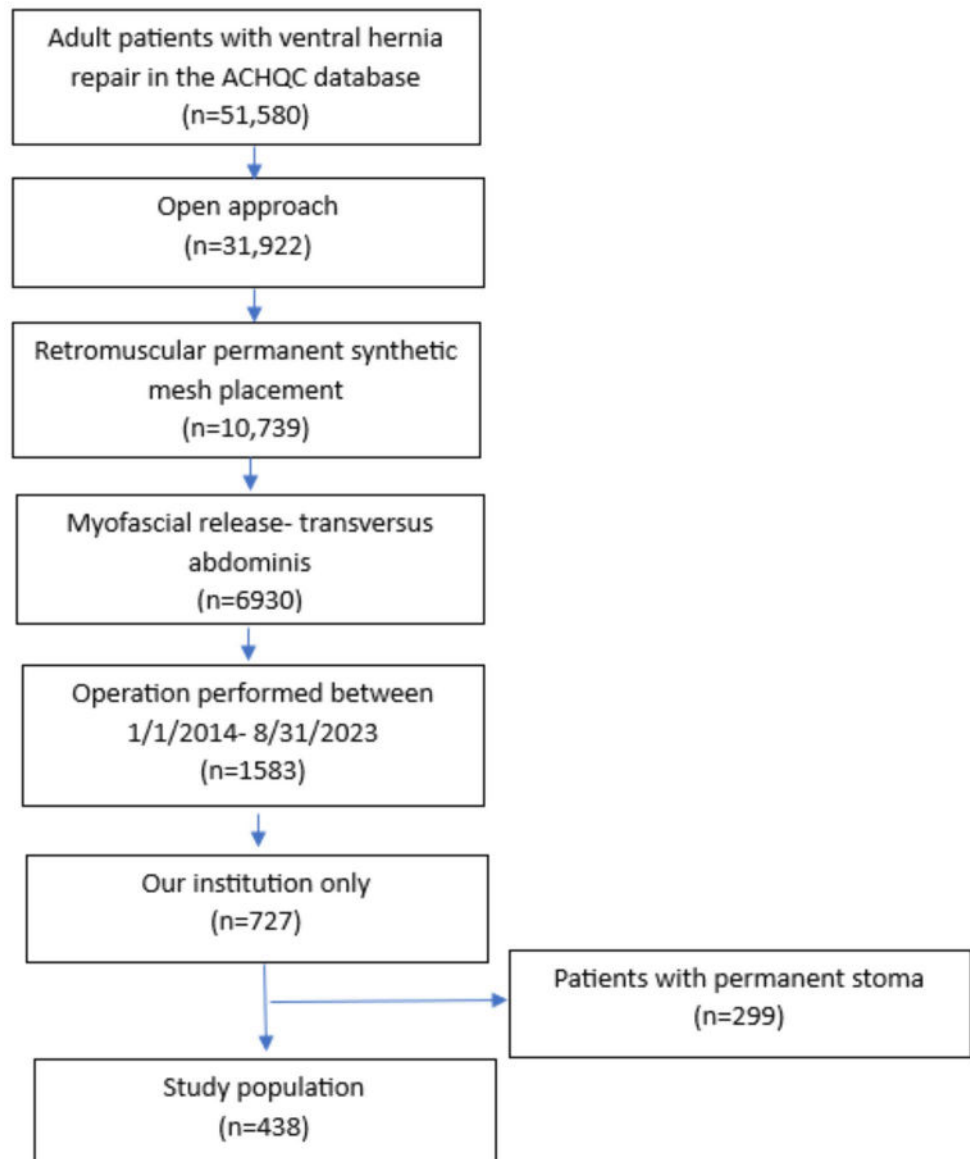 Adult patients with ventral hernia
repair in the ACHQC database
(n=51,580)
Open approach
(n=31,922)
Retromuscular permanent synthetic
mesh placement
(n=10,739)
Myofascial release- transversus
abdominis
(n=6930)
Operation performed between
1/1/2014- 8/31/2023
(n=1583)
Our institution only
(n=727)
Patients with permanent stoma
(n=299)
Study population
(n=438)